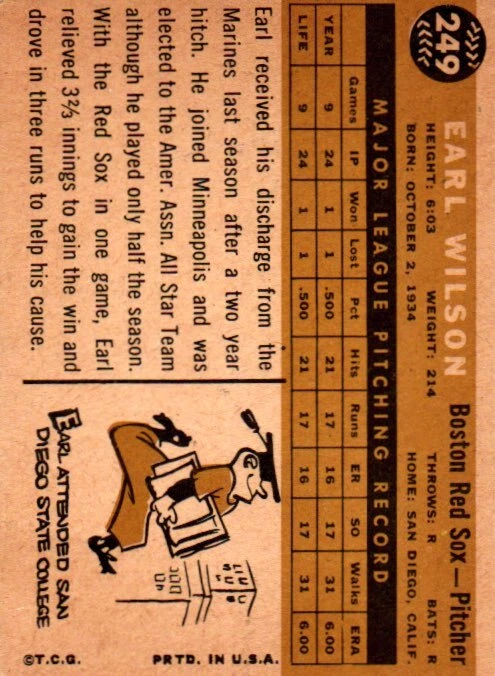 249
EARL WILSON
Boston Red Sox—Pitcher
HEIGHT: 6:03 WEIGHT: 214 THROWS: R BATS: R
BORN: OCTOBER 2, 1934 HOME: SAN DIEGO, CALIF.
MAJOR LEAGUE PITCHING RECORD
Games IP Won Lost Pct Hits Runs ER SO Walks ERA
YEAR 9 24 1 1 .500 21 17 16 17 31 6.00
LIFE 9 24 1 1 .500 21 17 16 17 31 6.00
Earl received his discharge from the
Marines last season after a two year
hitch. He joined Minneapolis and was
elected to the Amer. Assn. All Star Team
although he played only half the season.
With the Red Sox in one game, Earl
relieved 3⅔ innings to gain the win and
drove in three runs to help his cause.
EARL ATTENDED SAN
DIEGO STATE COLLEGE
©T.C.G. PRTD. IN U.S.A.